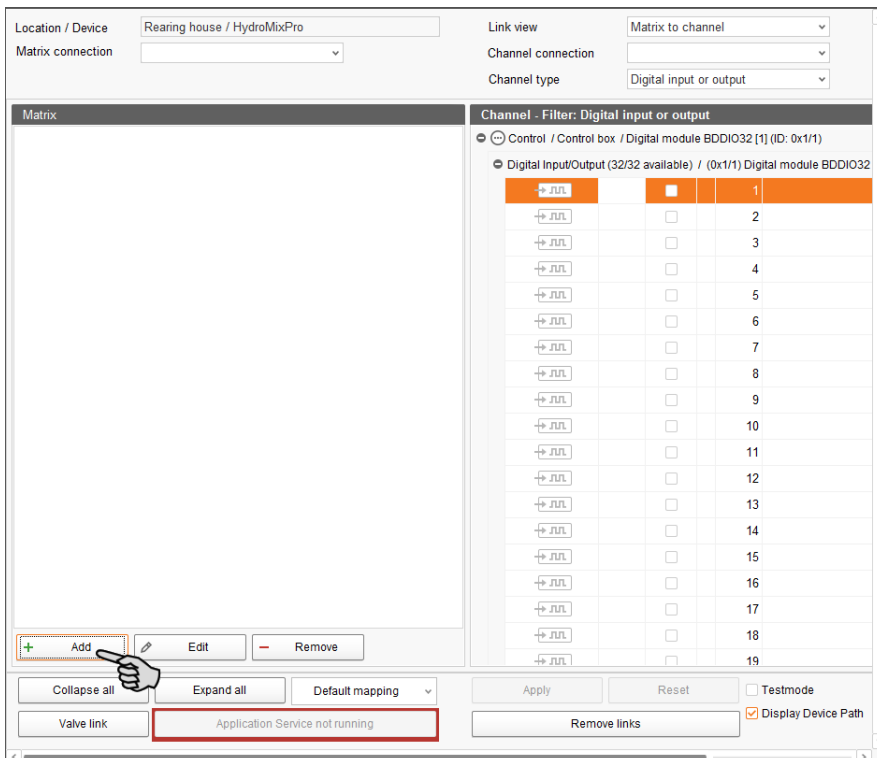 Location / Device
Rearing house / HydroMixPro
Link view
Matrix to channel
Matrix connection
Channel connection
Channel type
Digital input or output
Matrix
Channel - Filter: Digital input or output
Control / Control box / Digital module BDDIO32 [1] (ID: 0x1/1)
Digital Input/Output (32/32 available) / (0x1/1) Digital module BDDIO32
1
2
3
4
5
6
7
8
9
10
11
12
13
14
15
16
17
18
19
Add
Edit
Remove
Collapse all
Expand all
Default mapping
Apply
Reset
Testmode
Valve link
Application Service not running
Remove links
Display Device Path